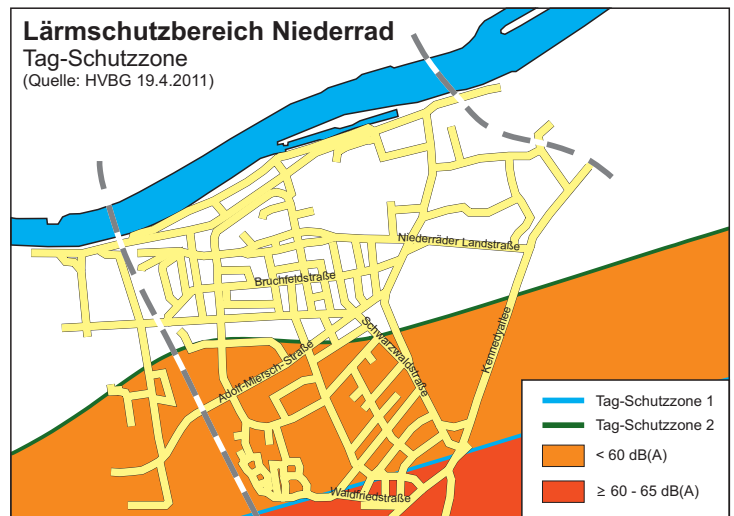 Lärmschutzbereich Niederrad
Tag-Schutzzone
(Quelle: HVBG 19.4.2011)
Niederräder Landstraße
Bruchfeldstraße
Schwarzwaldstraße
Kennedyallee
Adolf-Miersch-Straße
Waldfriedstraße
Tag-Schutzzone 1
Tag-Schutzzone 2
< 60 dB(A)
≥ 60 - 65 dB(A)